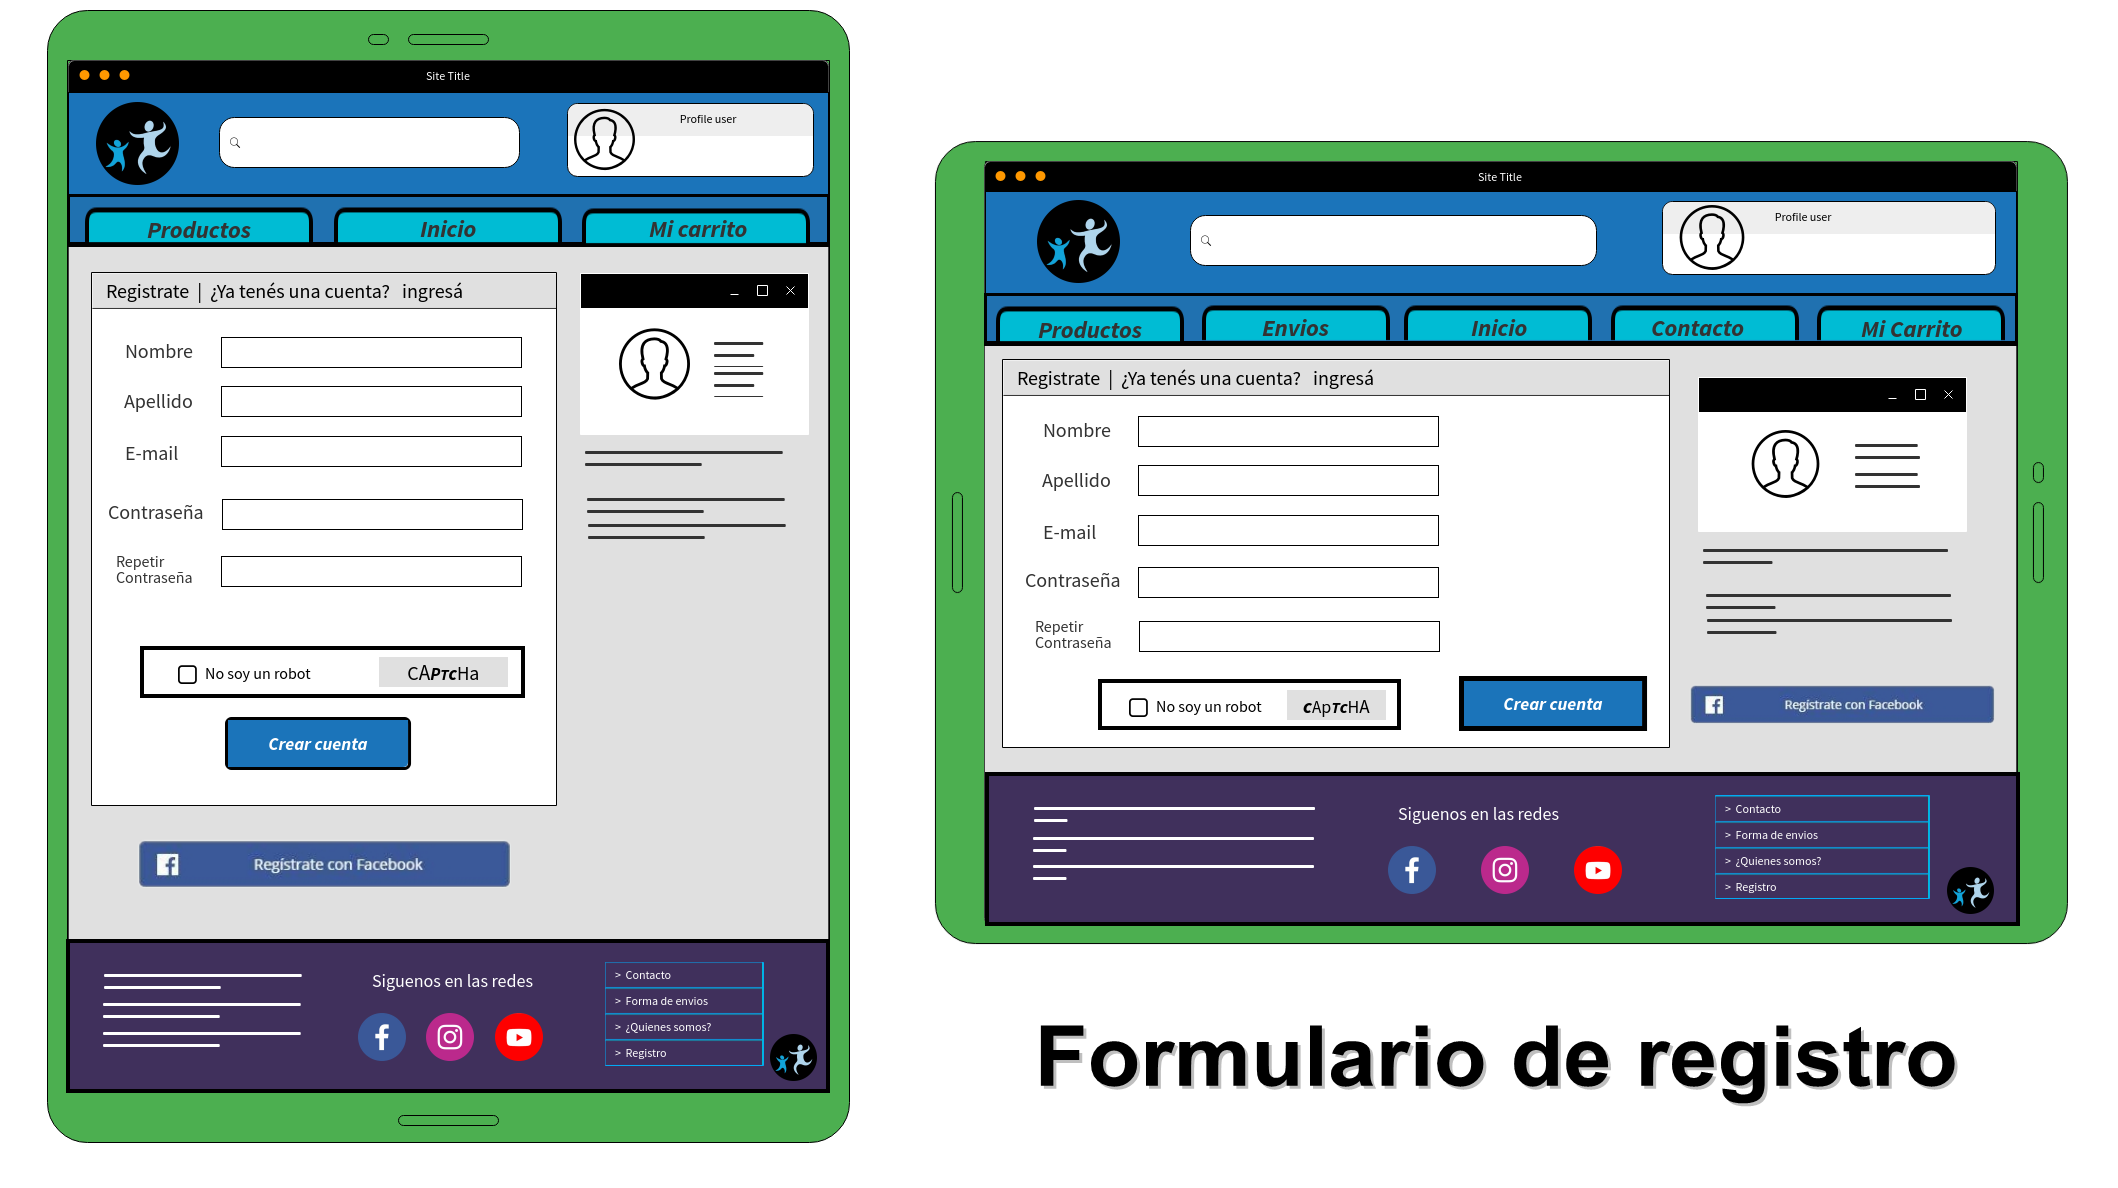 Site Title
Profile user
Productos
Inicio
Mi carrito
Registrate | ¿Ya tenés una cuenta? ingresá
Nombre
Apellido
E-mail
Contraseña
Repetir
Contraseña
No soy un robot
CAPTcHa
Crear cuenta
Regístrate con Facebook
Siguenos en las redes
> Contacto
> Forma de envios
> ¿Quienes somos?
> Registro
Site Title
Profile user
Productos
Envios
Inicio
Contacto
Mi Carrito
Registrate | ¿Ya tenés una cuenta? ingresá
Nombre
Apellido
E-mail
Contraseña
Repetir
Contraseña
No soy un robot
cApTcHA
Crear cuenta
Regístrate con Facebook
Siguenos en las redes
> Contacto
> Forma de envios
> ¿Quienes somos?
> Registro
Formulario de registro